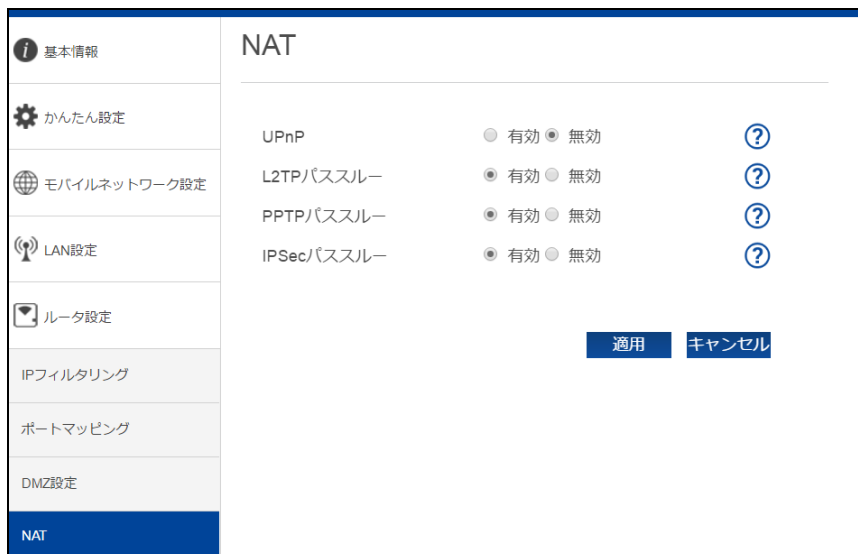 基本情報
かんたん設定
モバイルネットワーク設定
LAN設定
ルータ設定
IPフィルタリング
ポートマッピング
DMZ設定
NAT
NAT
UPnP 有効 無効 ?
L2TPパススルー 有効 無効 ?
PPTPパススルー 有効 無効 ?
IPSecパススルー 有効 無効 ?
適用 キャンセル